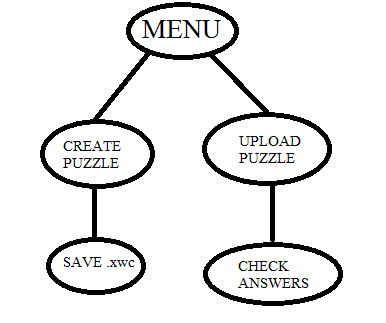 MENU
CREATE
PUZZLE
UPLOAD
PUZZLE
SAVE .xwc
CHECK
ANSWERS